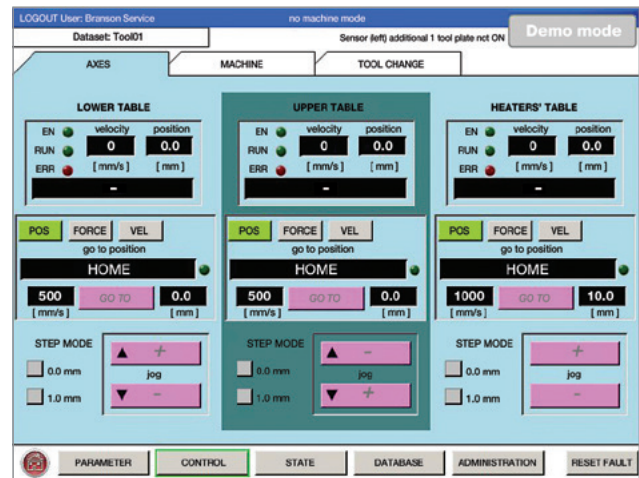 LOGOUT User: Branson Service no machine mode
Dataset: Tool01 Sensor (left) additional 1 tool plate nct ON Demo mode
AXES MACHINE TOOL CHANGE
LOWER TABLE UPPER TABLE HEATERS' TABLE
EN velocity position EN velocity position EN velocity position
RUN 0 0.0 RUN 0 0.0 RUN 0 0.0
ERR [mm/s] [mm] ERR [mm/s] [mm] ERR [mm/s] [mm]
- - -
POS FORCE VEL POS FORCE VEL POS FORCE VEL
go to position go to position go to position
HOME HOME HOME
500 GO TO 0.0 500 GO TO 0.0 1000 GO TO 10.0
[mm/s] [mm] [mm/s] [mm] [mm/s] [mm]
STEP MODE ▲ + STEP MODE ▲ - STEP MODE +
0.0 mm jog 0.0 mm jog 0.0 mm jog
1.0 mm ▼ - 1.0 mm ▼ + 1.0 mm -
PARAMETER CONTROL STATE DATABASE ADMINISTRATION RESET FAULT